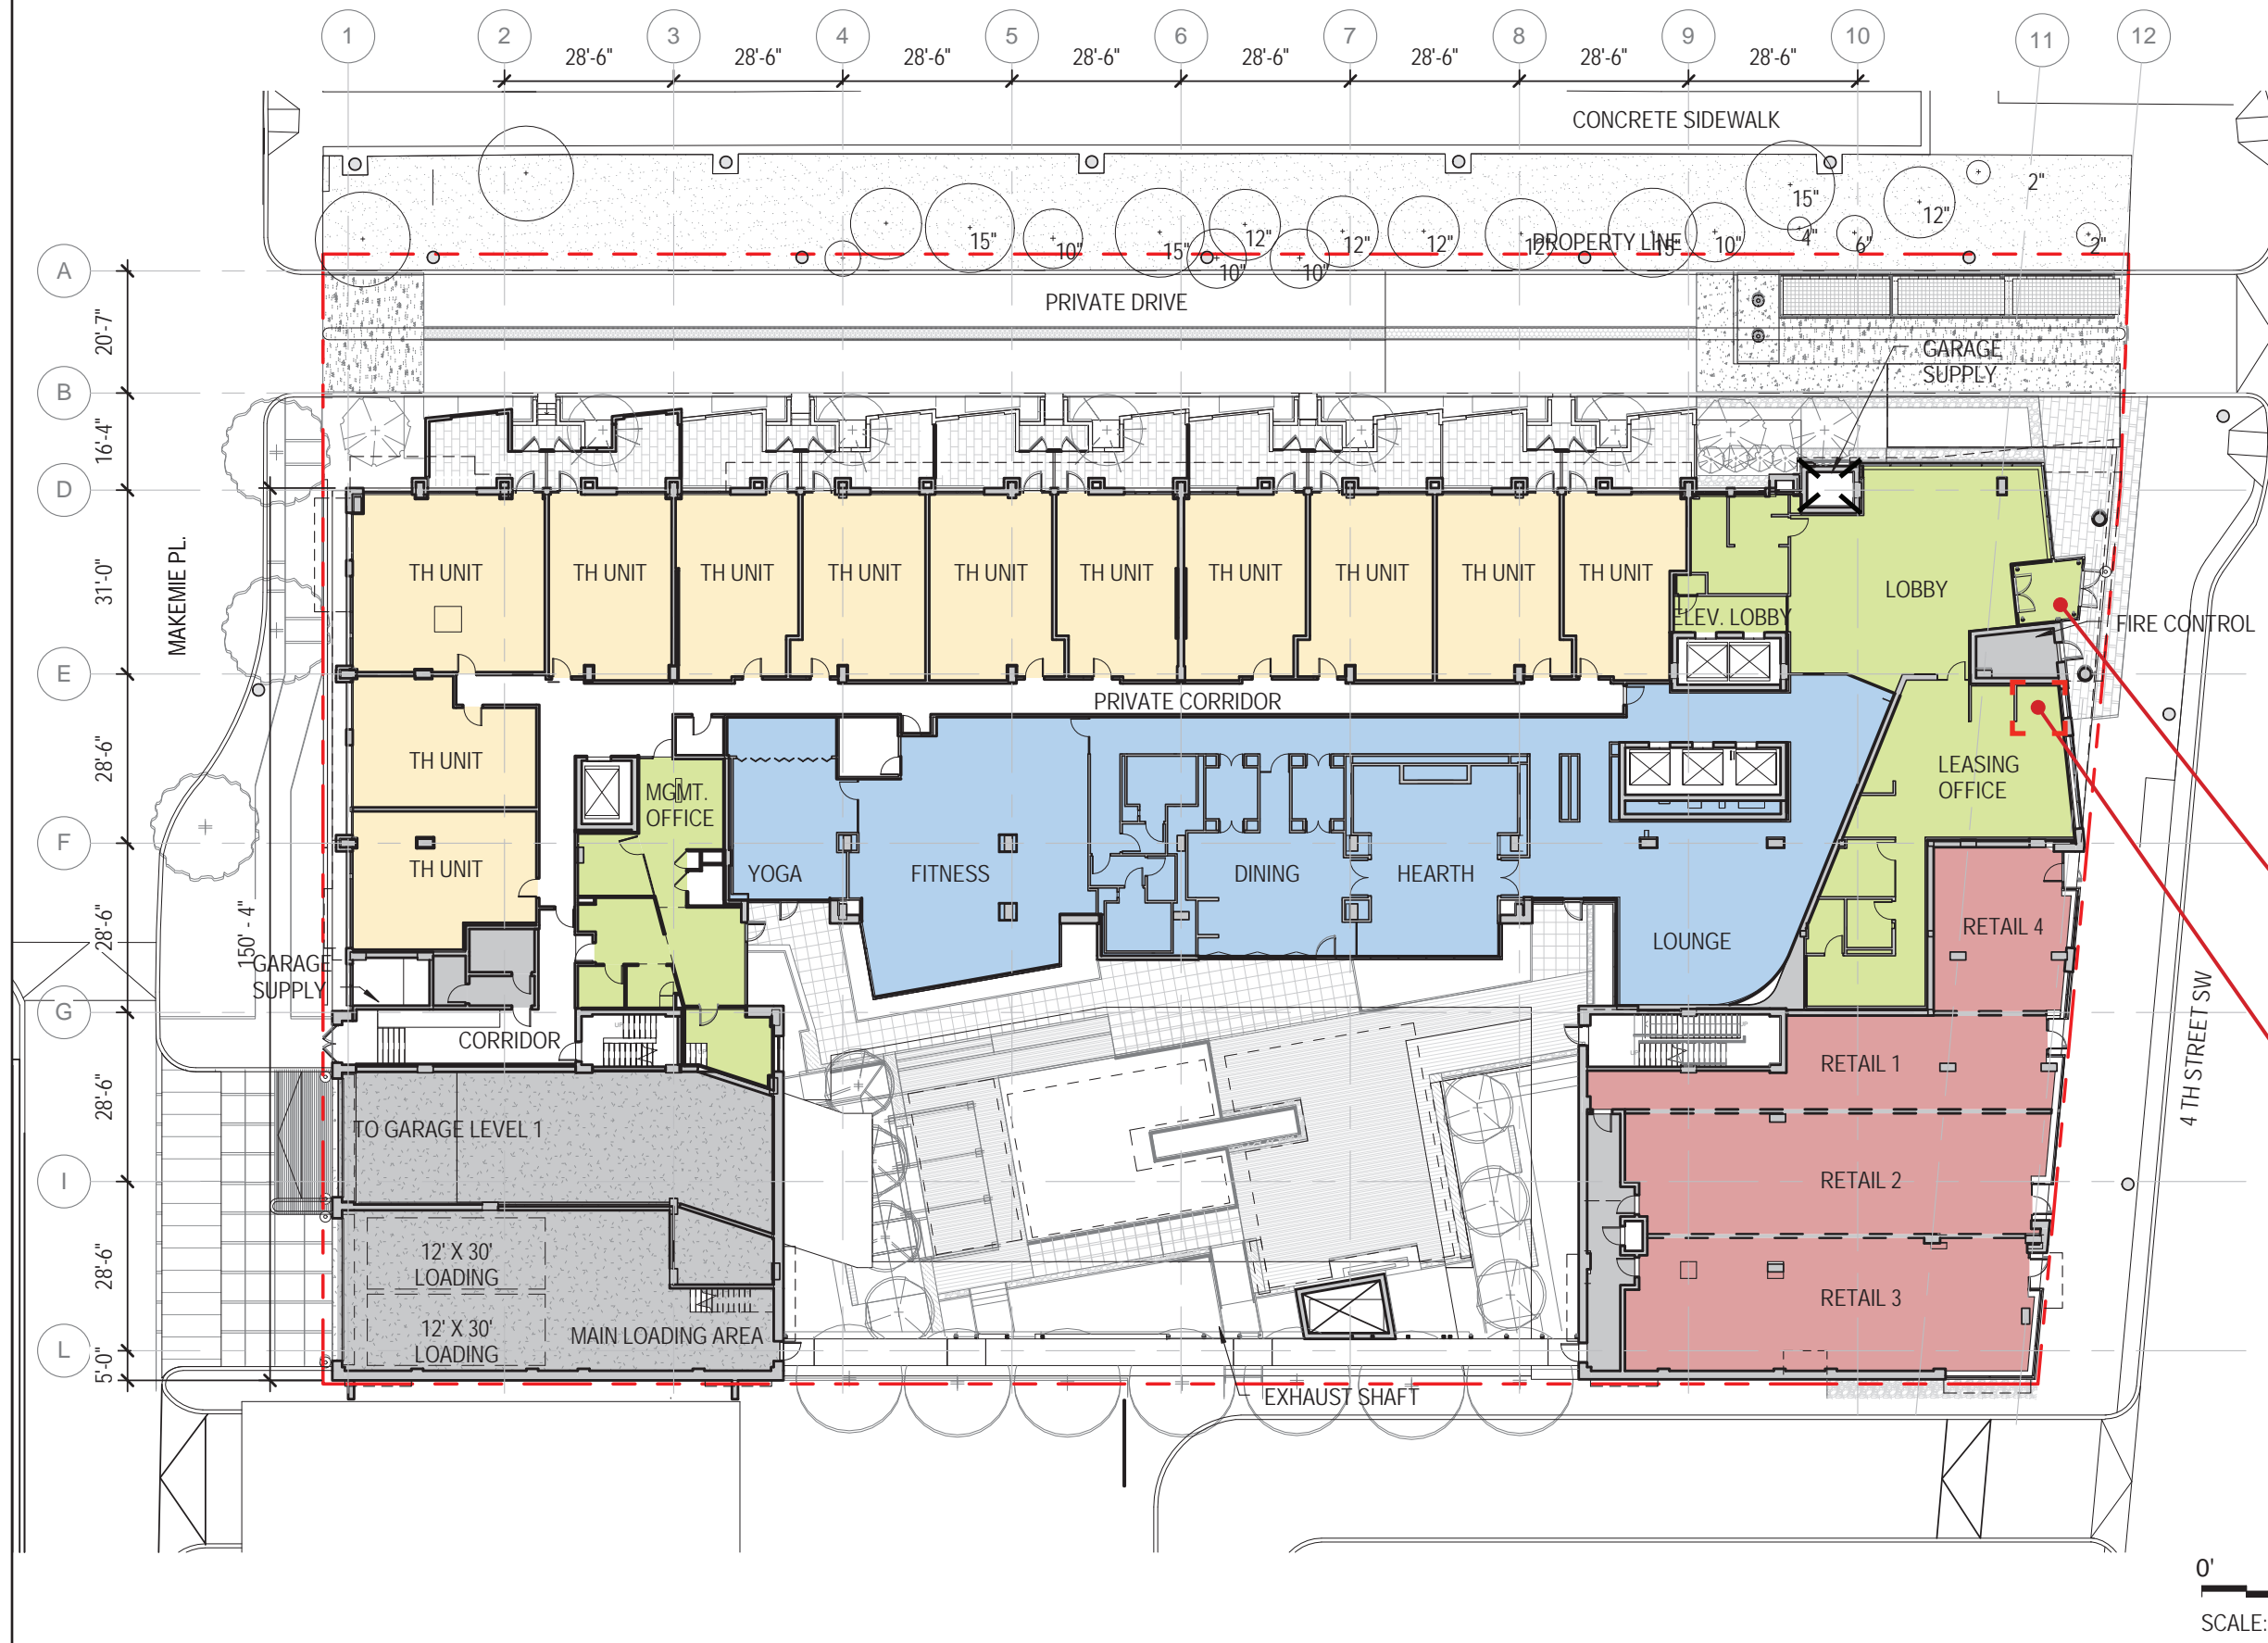 1
2
3
4
5
6
7
8
9
10
11
12
28'-6"
28'-6"
28'-6"
28'-6"
28'-6"
28'-6"
28'-6"
28'-6"
CONCRETE SIDEWALK
15"
2"
12"
15"
10"
15"
12"
10"
10"
12"
12"
12"
PROPERTY LINE
15"
10"
4"
6"
2"
A
20'-7"
PRIVATE DRIVE
GARAGE
SUPPLY
B
16'-4"
D
MAKEMIE PL.
31'-0"
TH UNIT
TH UNIT
TH UNIT
TH UNIT
TH UNIT
TH UNIT
TH UNIT
TH UNIT
TH UNIT
TH UNIT
ELEV. LOBBY
LOBBY
FIRE CONTROL
E
PRIVATE CORRIDOR
28'-6"
TH UNIT
MGMT.
OFFICE
LEASING
OFFICE
F
TH UNIT
YOGA
FITNESS
DINING
HEARTH
LOUNGE
RETAIL 4
28'-6"
150' - 4"
GARAGE
SUPPLY
G
CORRIDOR
UP
UP
RETAIL 1
4 TH STREET SW
28'-6"
TO GARAGE LEVEL 1
I
RETAIL 2
28'-6"
12' X 30'
LOADING
12' X 30'
LOADING
MAIN LOADING AREA
RETAIL 3
L
5'-0"
EXHAUST SHAFT
0'
SCALE: